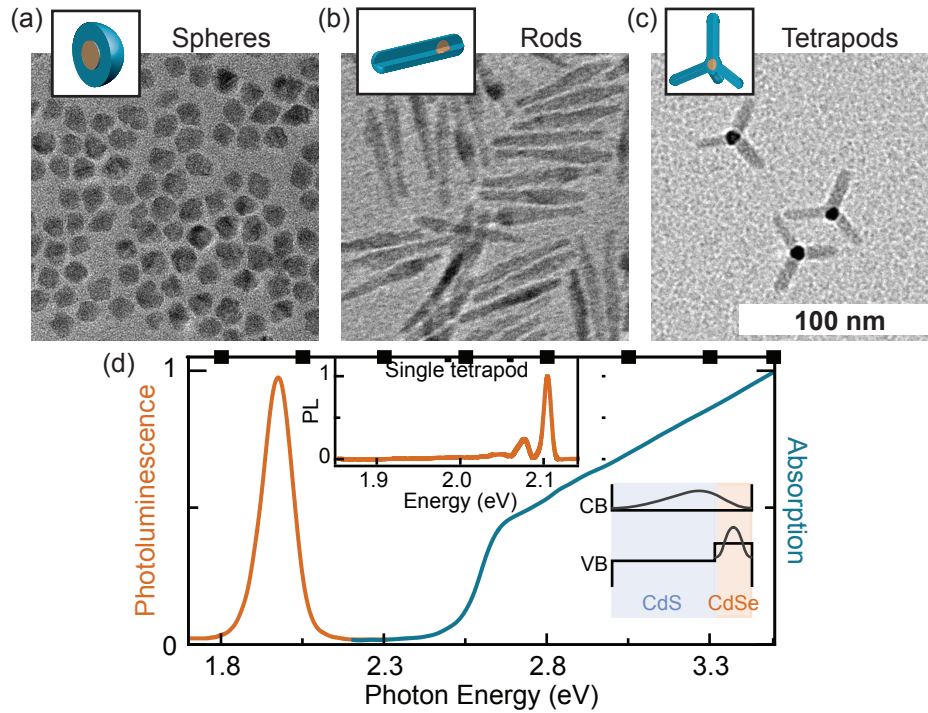 (a) Spheres
(b) Rods
(c) Tetrapods
100 nm
(d)
Single tetrapod
1
0
PL
1.9 2.0 2.1
Energy (eV)
CB
VB
CdS CdSe
1
0
Photoluminescence
Absorption
1.8 2.3 2.8 3.3
Photon Energy (eV)